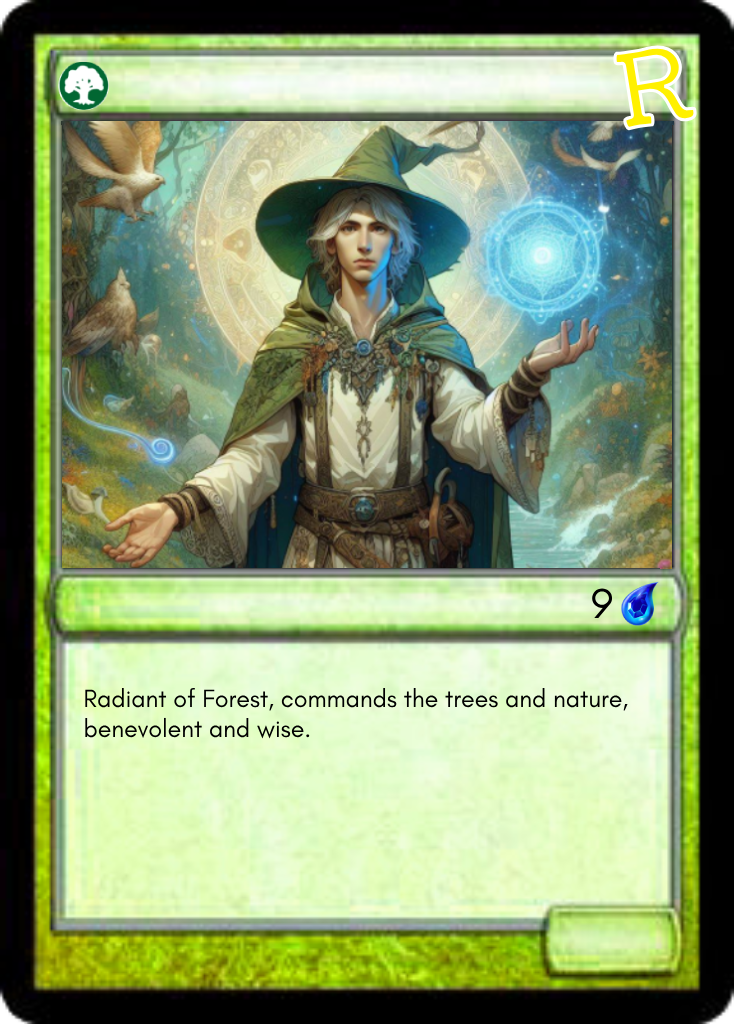 R
9
Radiant of Forest, commands the trees and nature,
benevolent and wise.